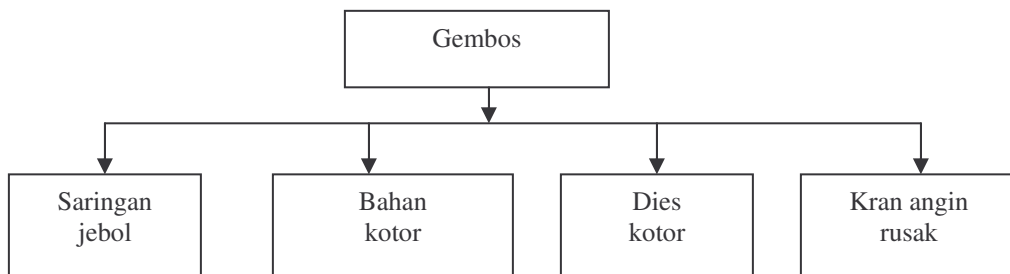 Gembos
Saringan
jebol
Bahan
kotor
Dies
kotor
Kran angin
rusak